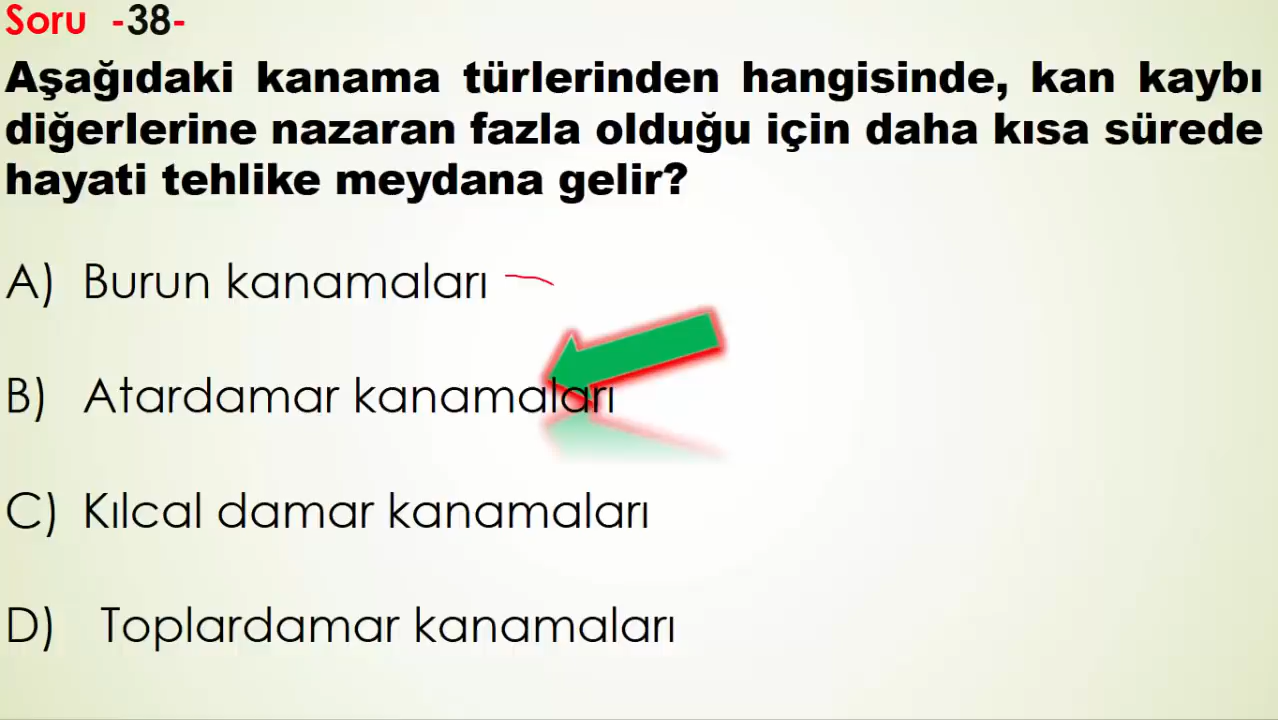 Soru -38-
Aşağıdaki kanama türlerinden hangisinde, kan kaybı
diğerlerine nazaran fazla olduğu için daha kısa sürede
hayati tehlike meydana gelir?
A) Burun kanamaları
B) Atardamar kanamaları
C) Kılcal damar kanamaları
D) Toplardamar kanamaları